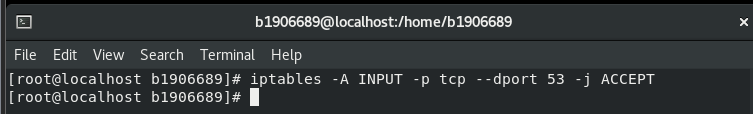 b1906689@localhost:/home/b1906689
File Edit View Search Terminal Help
[root@localhost b1906689]# iptables -A INPUT -p tcp --dport 53 -j ACCEPT
[root@localhost b1906689]#